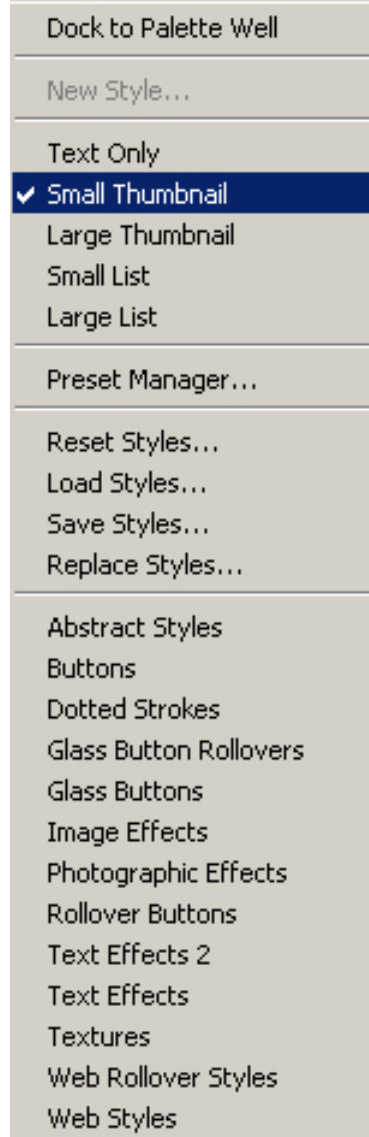 Dock to Palette Well
New Style...
Text Only
Small Thumbnail
Large Thumbnail
Small List
Large List
Preset Manager...
Reset Styles...
Load Styles...
Save Styles...
Replace Styles...
Abstract Styles
Buttons
Dotted Strokes
Glass Button Rollovers
Glass Buttons
Image Effects
Photographic Effects
Rollover Buttons
Text Effects 2
Text Effects
Textures
Web Rollover Styles
Web Styles